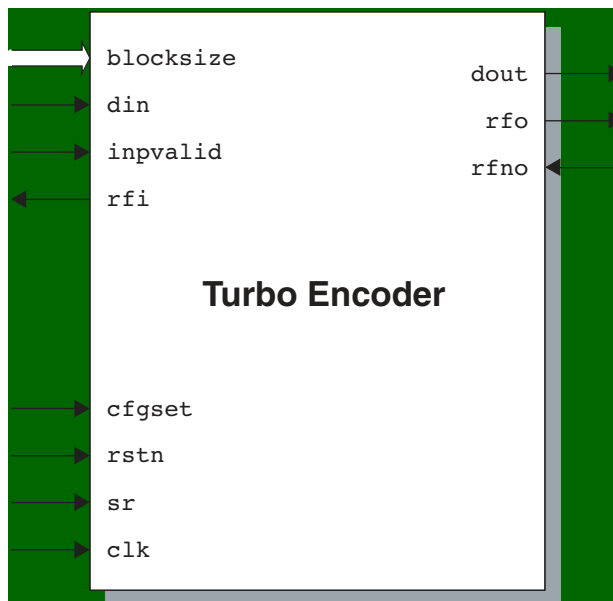 blocksize
din
inpvalid
rfi
dout
rfo
rfno
Turbo Encoder
cfgset
rstn
sr
clk